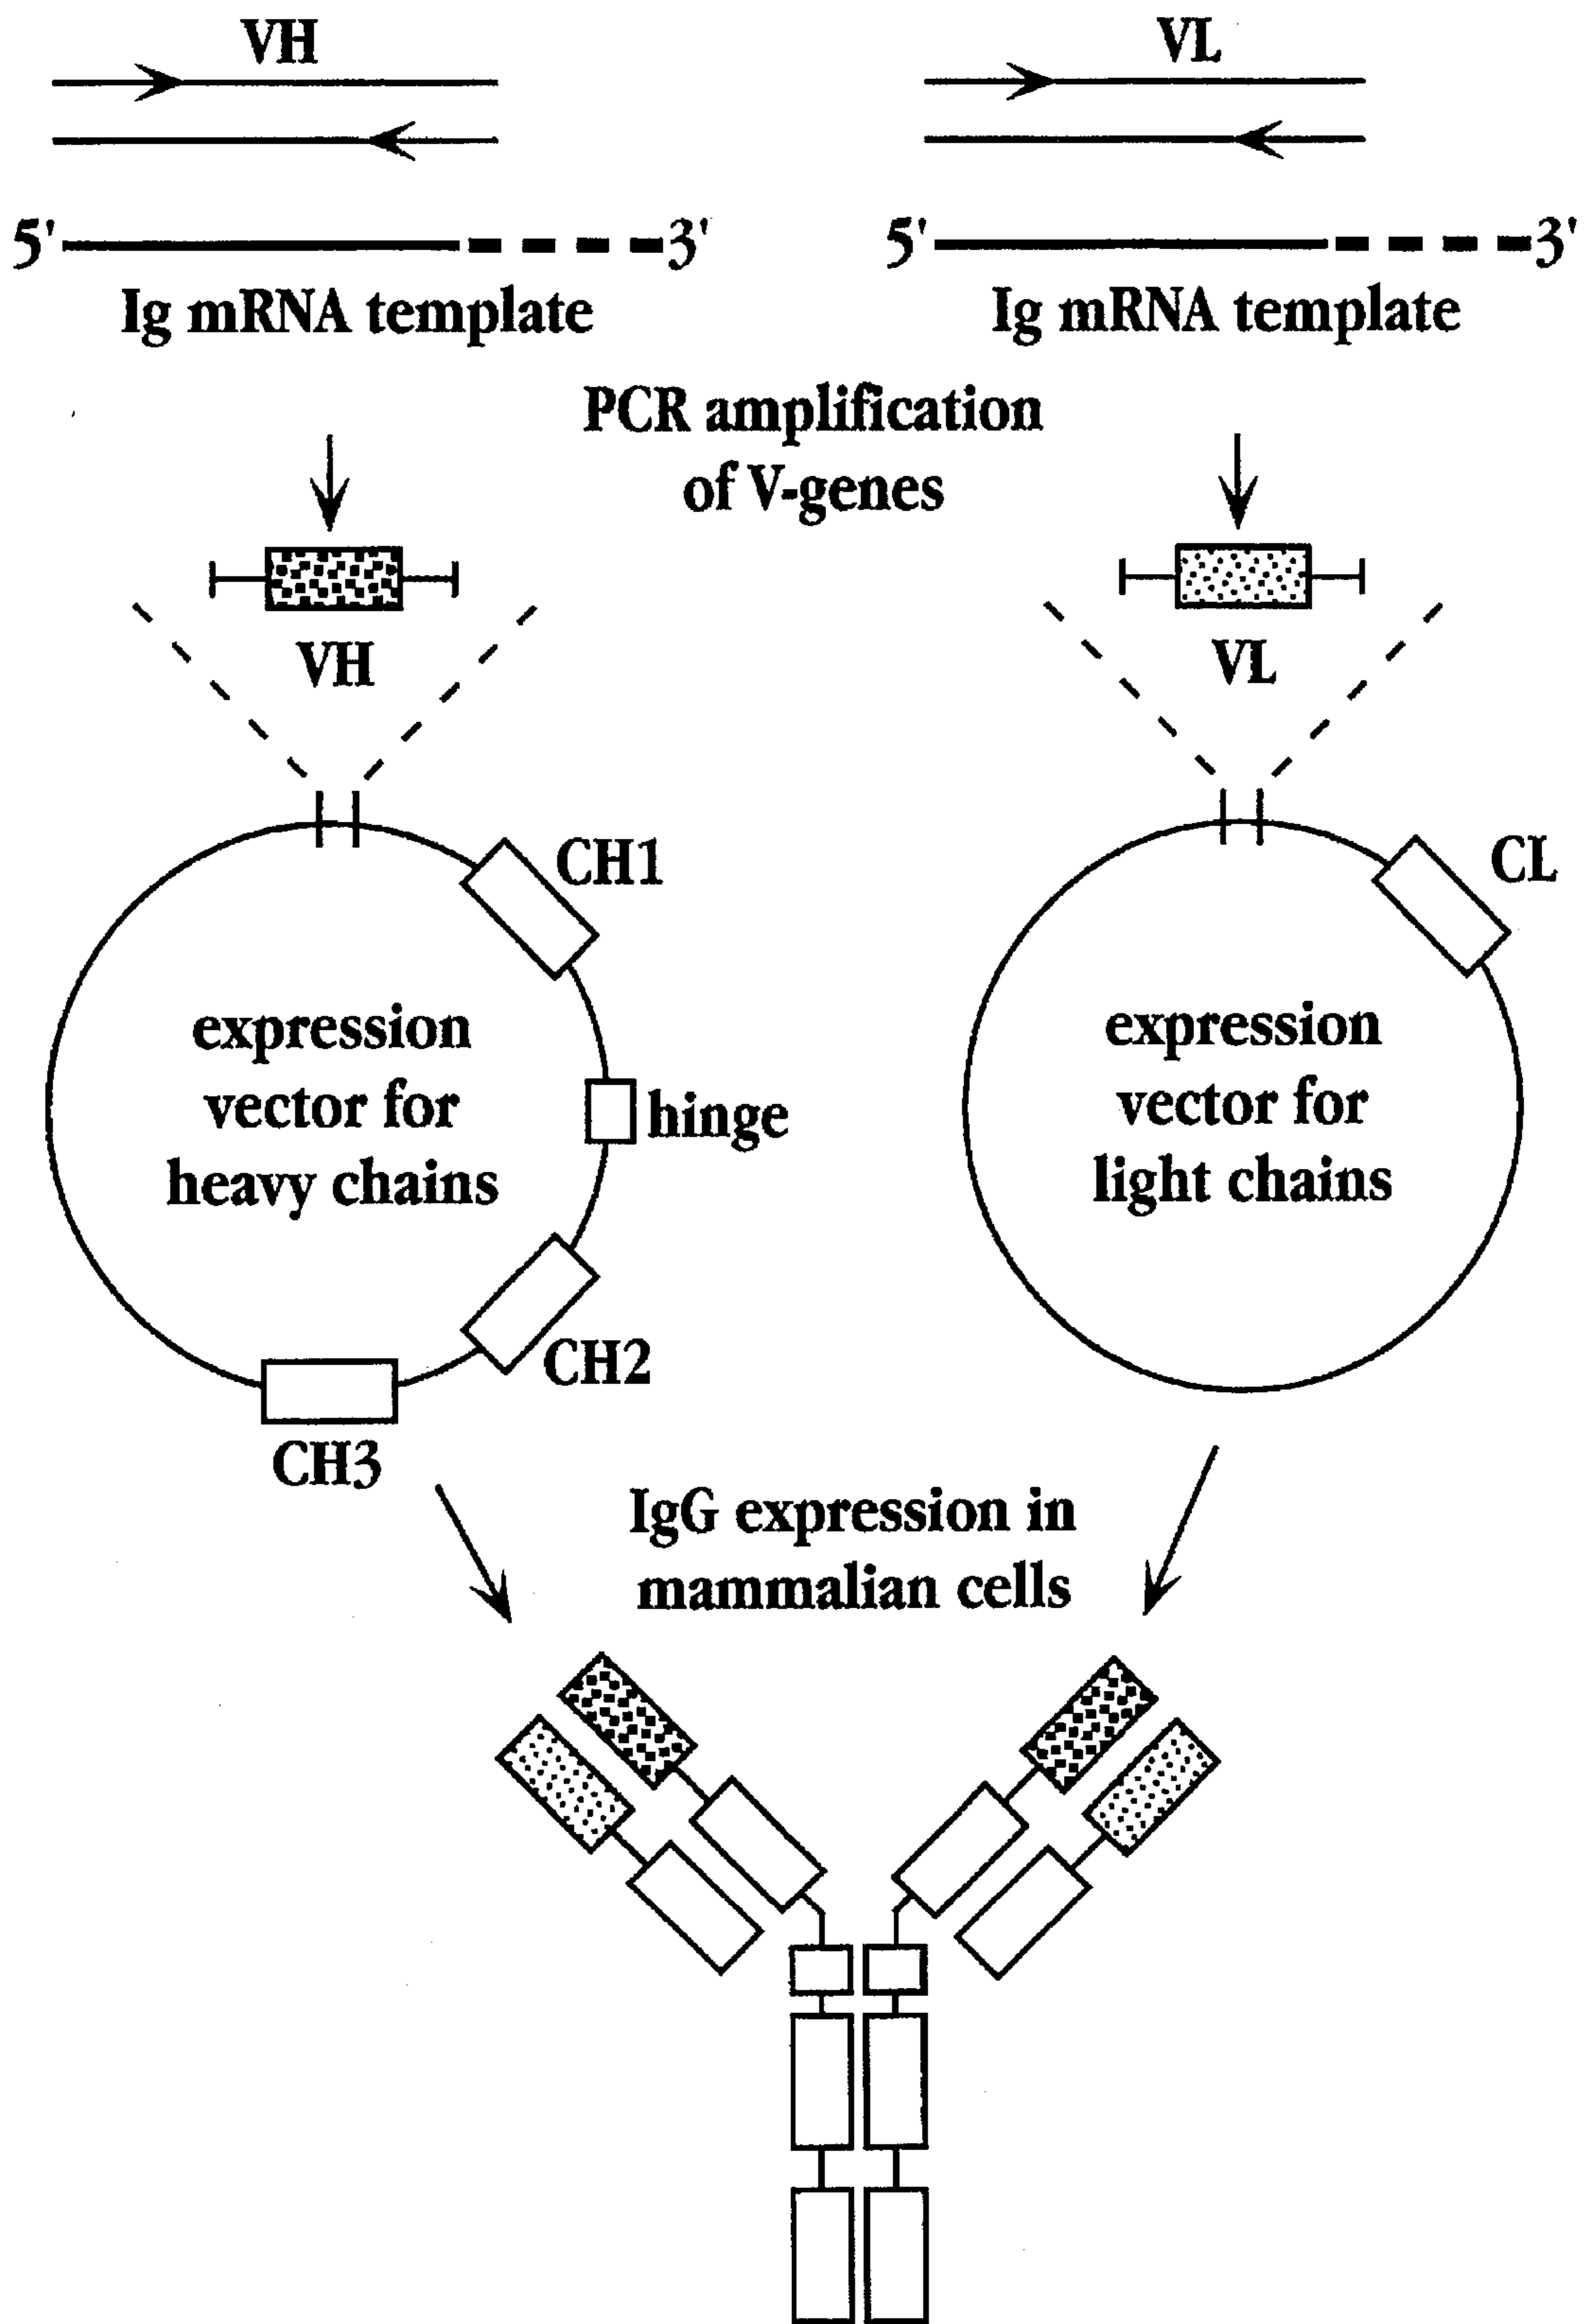 VH
VL
5' 3'
5' 3'
Ig mRNA template
Ig mRNA template
PCR amplification
of V-genes
VH
VL
CH1
CL
expression
vector for
heavy chains
hinge
expression
vector for
light chains
CH2
CH3
IgG expression in
mammalian cells